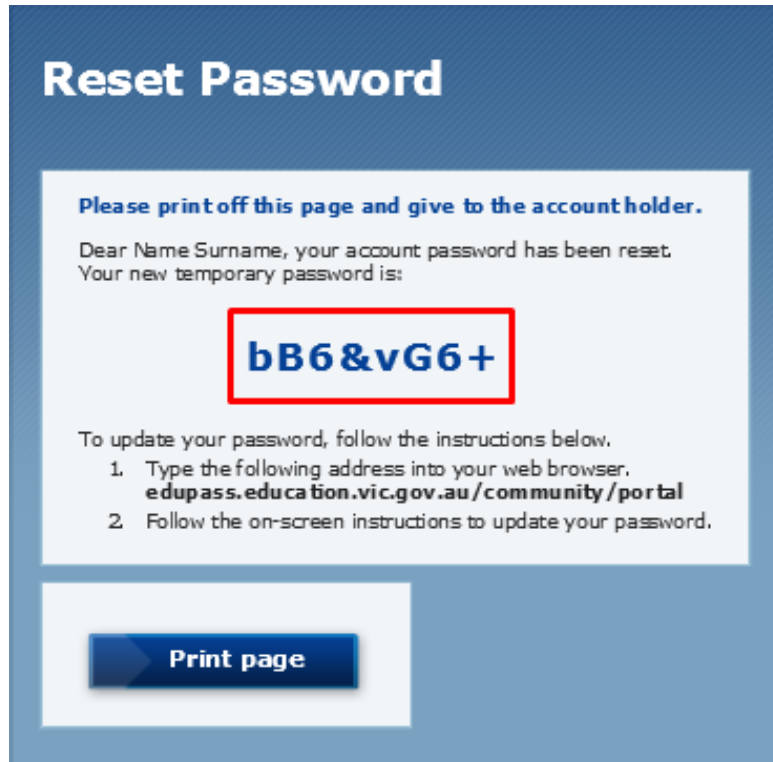 Reset Password
Please print off this page and give to the account holder.
Dear Name Surname, your account password has been reset.
Your new temporary password is:
bB6&vG6+
To update your password, follow the instructions below.
1. Type the following address into your web browser.
edupass.education.vic.gov.au/community/portal
2. Follow the on-screen instructions to update your password.
Print page